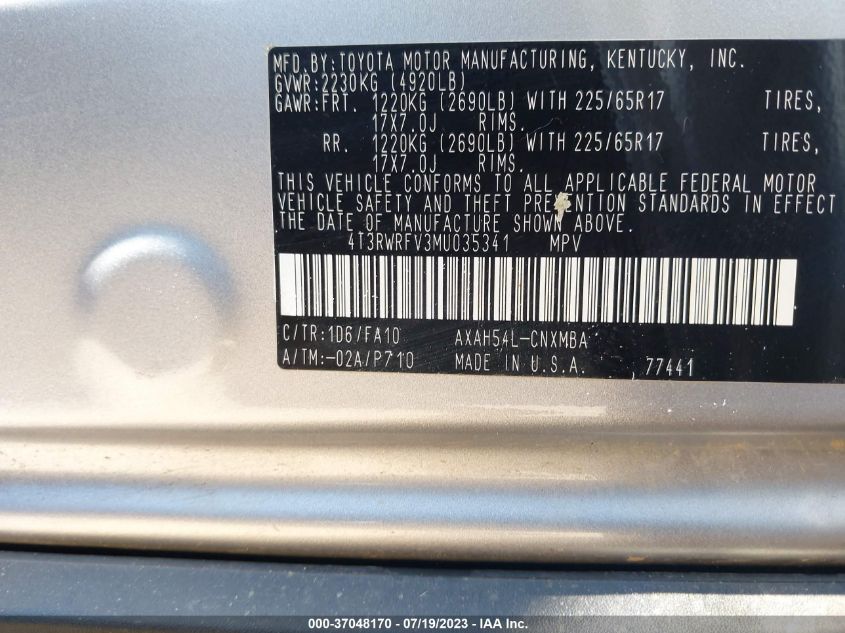 MFD.BY:TOYOTA MOTOR MANUFACTURING, KENTUCKY, INC.
GVWR:2230KG (4920LB)
GAWR:FRT. 1220KG (2690LB) WITH 225/65R17 TIRES,
17X7.0J RIMS.
RR. 1220KG (2690LB) WITH 225/65R17 TIRES,
17X7.0J RIMS.
THIS VEHICLE CONFORMS TO ALL APPLICABLE FEDERAL MOTOR
VEHICLE SAFETY AND THEFT PREVENTION STANDARDS IN EFFECT
THE DATE OF MANUFACTURE SHOWN ABOVE.
4T3RWRFV3MU035341 MPV
C/TR:1D6/FA10 AXAH54L-CNXMBA
A/TM:-02A/P710 MADE IN U.S.A. 77441
000-37048170 - 07/19/2023 - IAA Inc.